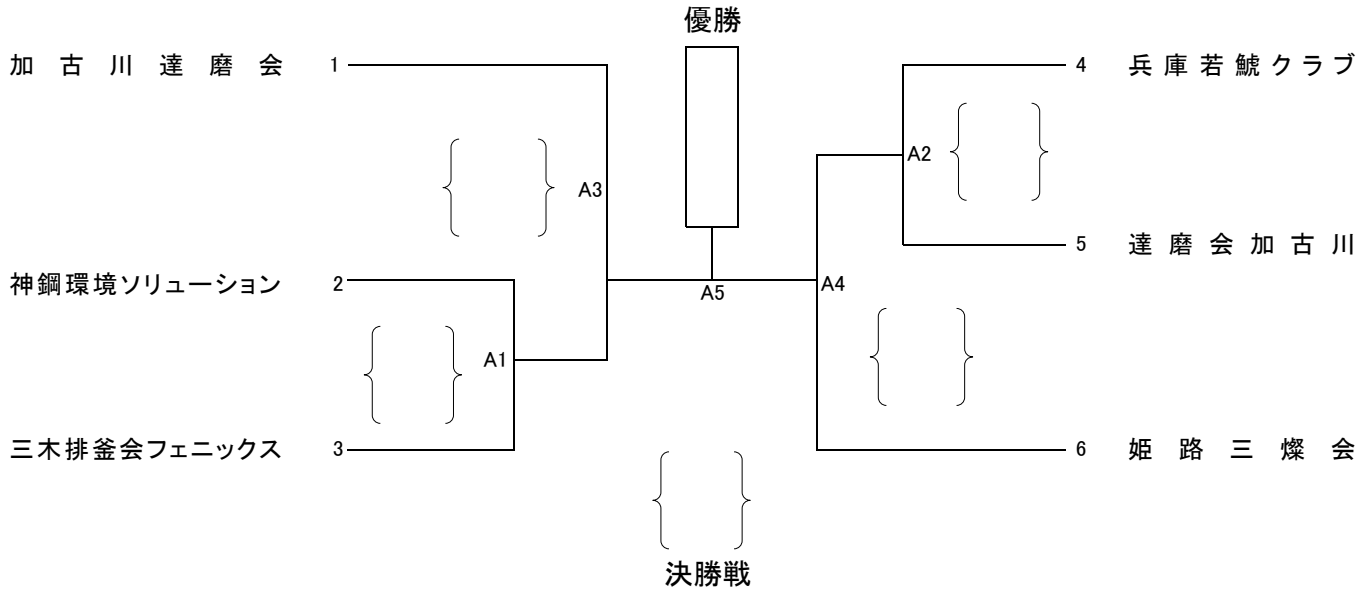 優勝
加古川達磨会 1
4 兵庫若鯱クラブ
A3
A2
5 達磨会加古川
神鋼環境ソリューション 2
A5
A4
A1
三木排釜会フェニックス 3
6 姫路三燦会
決勝戦